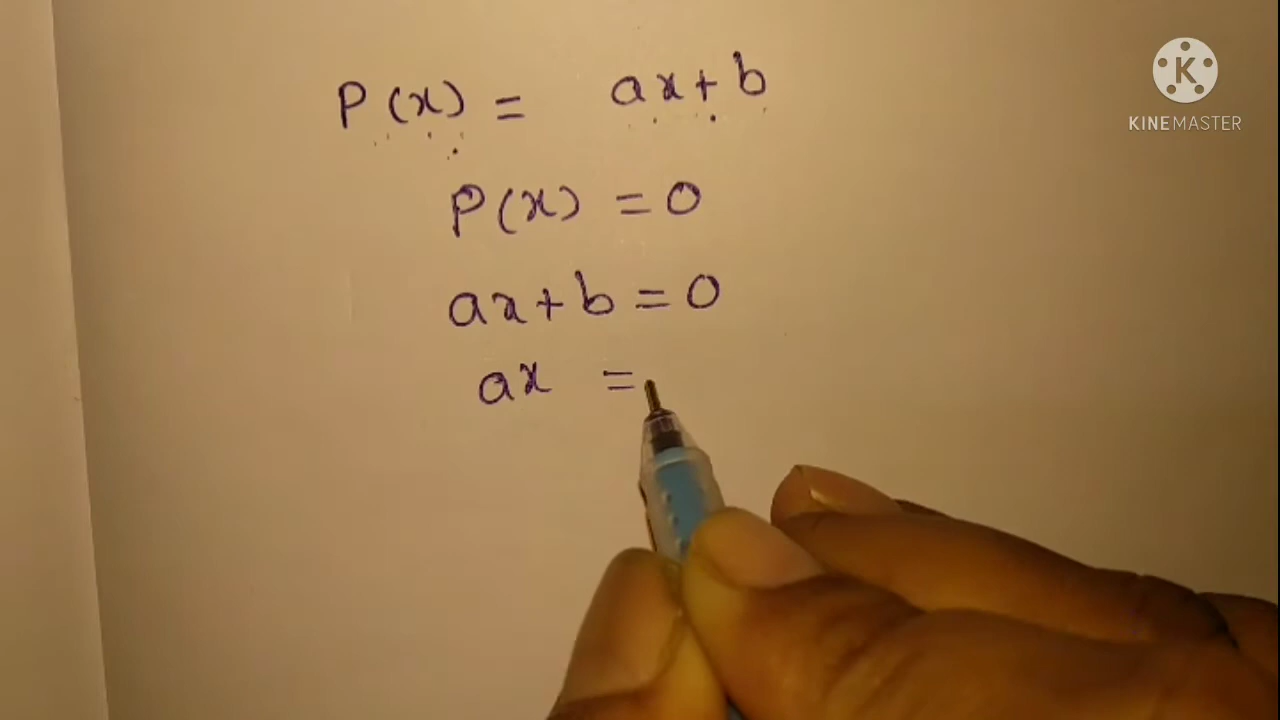 P(x) = ax+b
K
KINEMASTER
P(x) = 0
ax+b=0
ax =